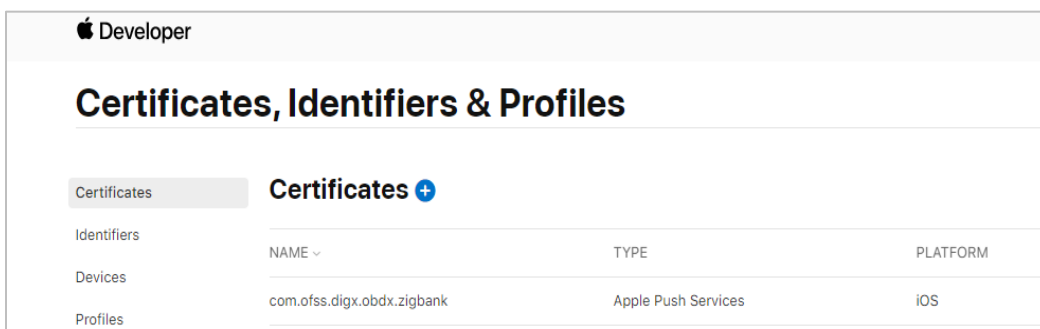 Developer
Certificates, Identifiers & Profiles
Certificates
Identifiers
Devices
Profiles
Certificates
NAME TYPE PLATFORM
com.ofss.digx.obdx.zigbank Apple Push Services iOS